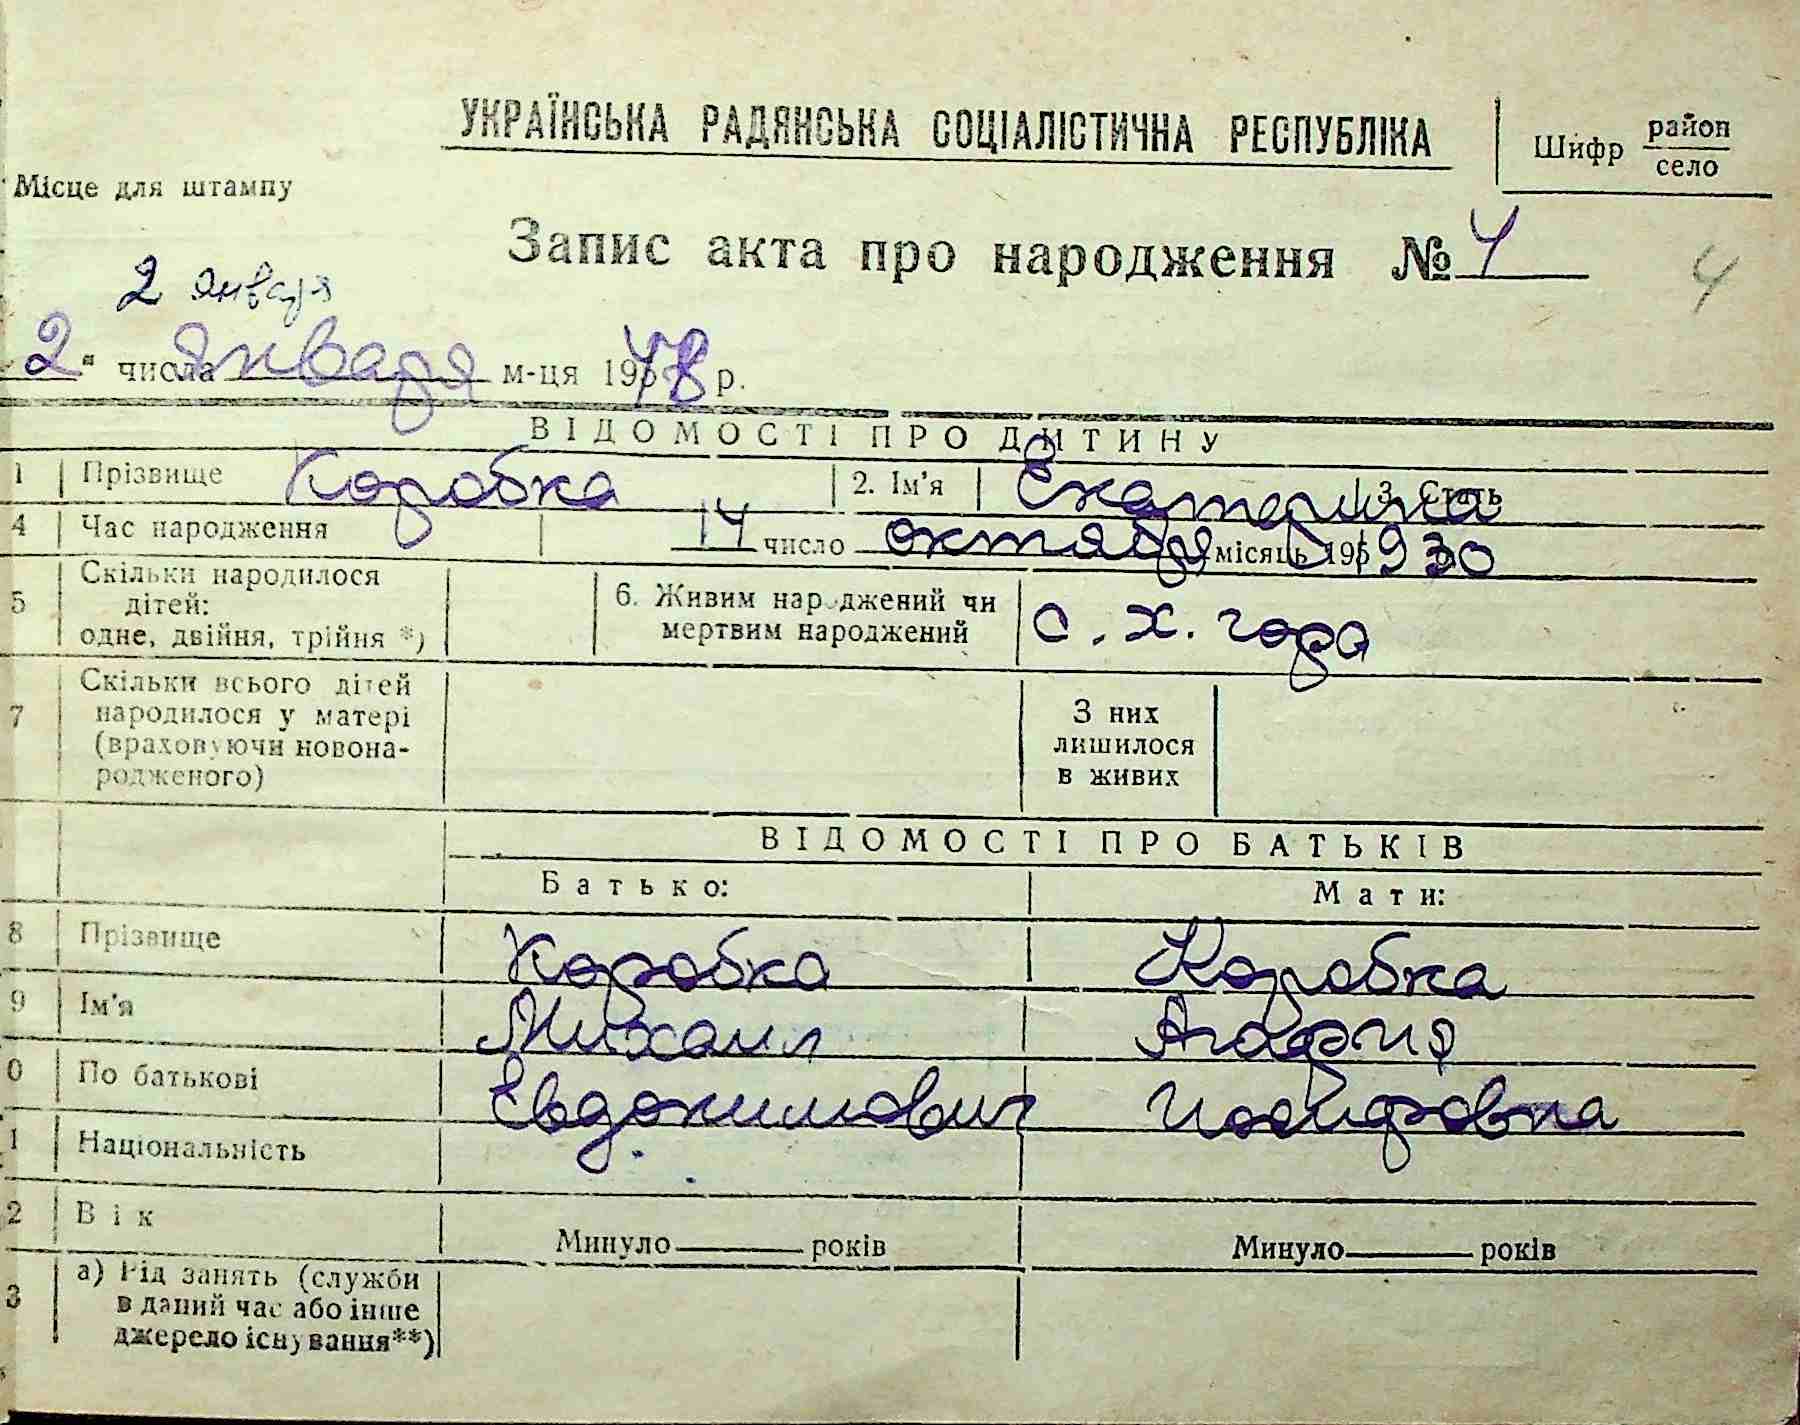 УКРАЇНСЬКА РАДЯНСЬКА СОЦІАЛІСТИЧНА РЕСПУБЛІКА
Шифр район
село
Місце для штампу
Запис акта про народження № 4
4
2 января
2 " числа января м-ця 1948 р.
ВІДОМОСТІ ПРО ДИТИНУ
1 Прізвище Коробка 2. Ім'я Екатерина 3. Стать
4 Час народження 14 число октября місяць 195 1930
5 Скільки народилося дітей: одне, двійня, трійня *) 6. Живим народжений чи мертвим народжений с. х. года
7 Скільки всього дітей народилося у матері (враховуючи новонародженого) З них лишилося в живих
ВІДОМОСТІ ПРО БАТЬКІВ
Батько: Мати:
8 Прізвище Коробка Коробка
9 Ім'я Михаил Агафия
0 По батькові Евдокимович Иосифовна
1 Національність
2 Вік Минуло років Минуло років
3 а) Рід занять (служби в даний час або інше джерело існування**)